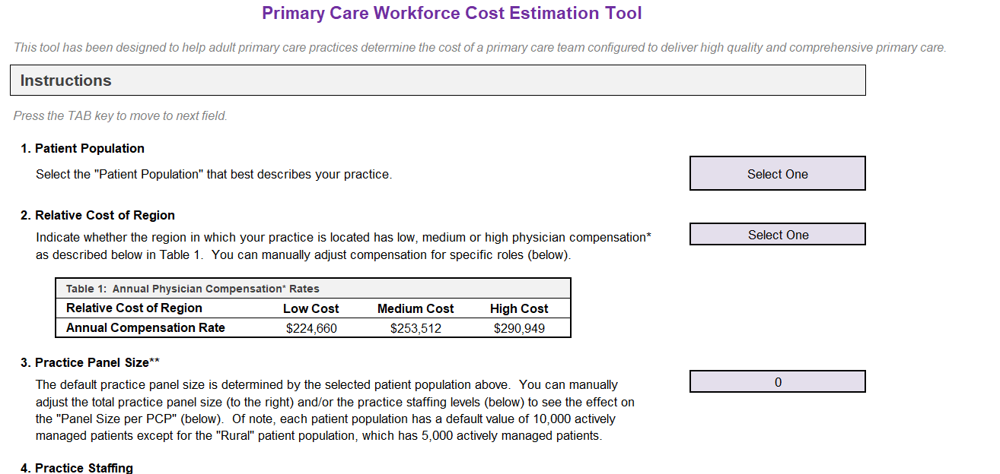 Primary Care Workforce Cost Estimation Tool
This tool has been designed to help adult primary care practices determine the cost of a primary care team configured to deliver high quality and comprehensive primary care.
Instructions
Press the TAB key to move to next field.
1. Patient Population
Select the "Patient Population" that best describes your practice.
Select One
2. Relative Cost of Region
Indicate whether the region in which your practice is located has low, medium or high physician compensation*
as described below in Table 1.  You can manually adjust compensation for specific roles (below).
Select One
Table 1:  Annual Physician Compensation* Rates
Relative Cost of Region Low Cost Medium Cost High Cost
Annual Compensation Rate $224,660 $253,512 $290,949
3. Practice Panel Size**
The default practice panel size is determined by the selected patient population above.  You can manually
adjust the total practice panel size (to the right) and/or the practice staffing levels (below) to see the effect on
the "Panel Size per PCP" (below).  Of note, each patient population has a default value of 10,000 actively
managed patients except for the "Rural" patient population, which has 5,000 actively managed patients.
0
4. Practice Staffing